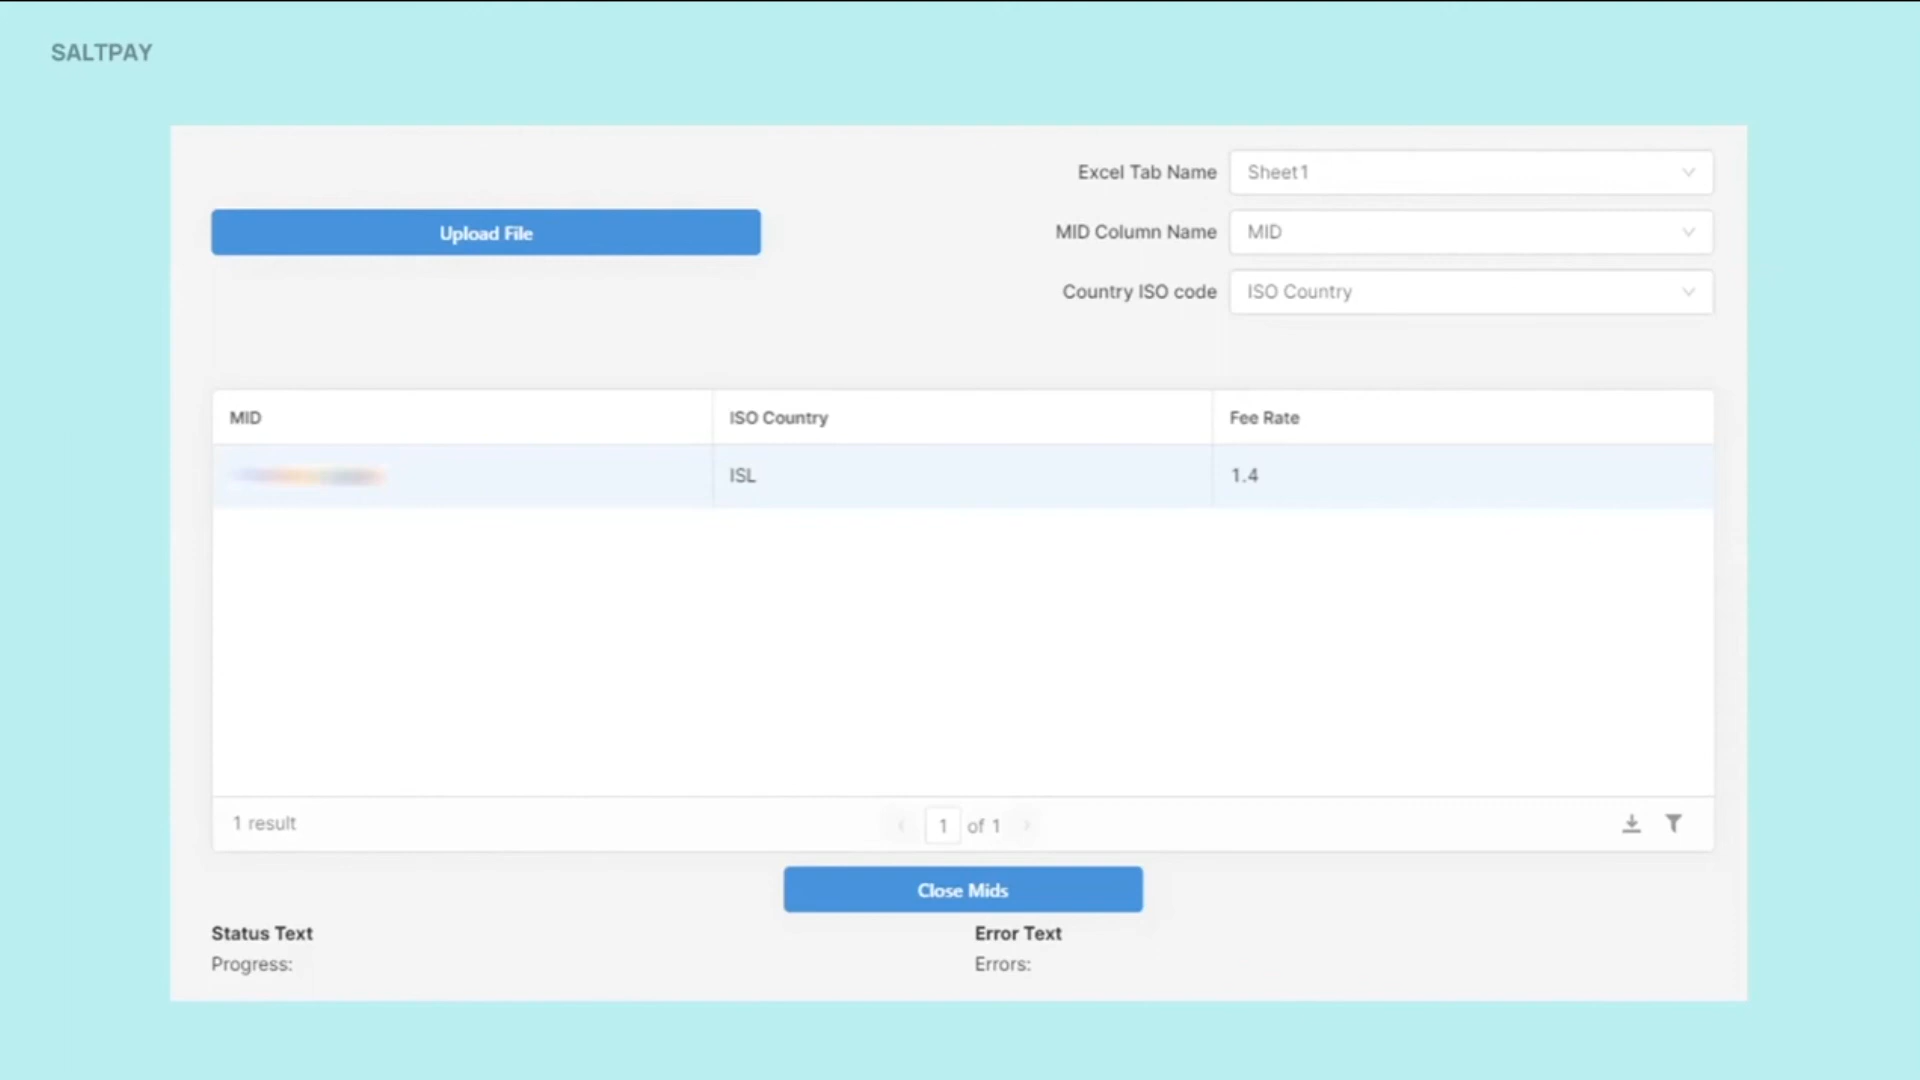 SALTPAY
Excel Tab Name Sheet1
Upload File
MID Column Name MID
Country ISO code ISO Country
MID ISO Country Fee Rate
ISL 1.4
1 result 1 of 1
Close Mids
Status Text Error Text
Progress: Errors: